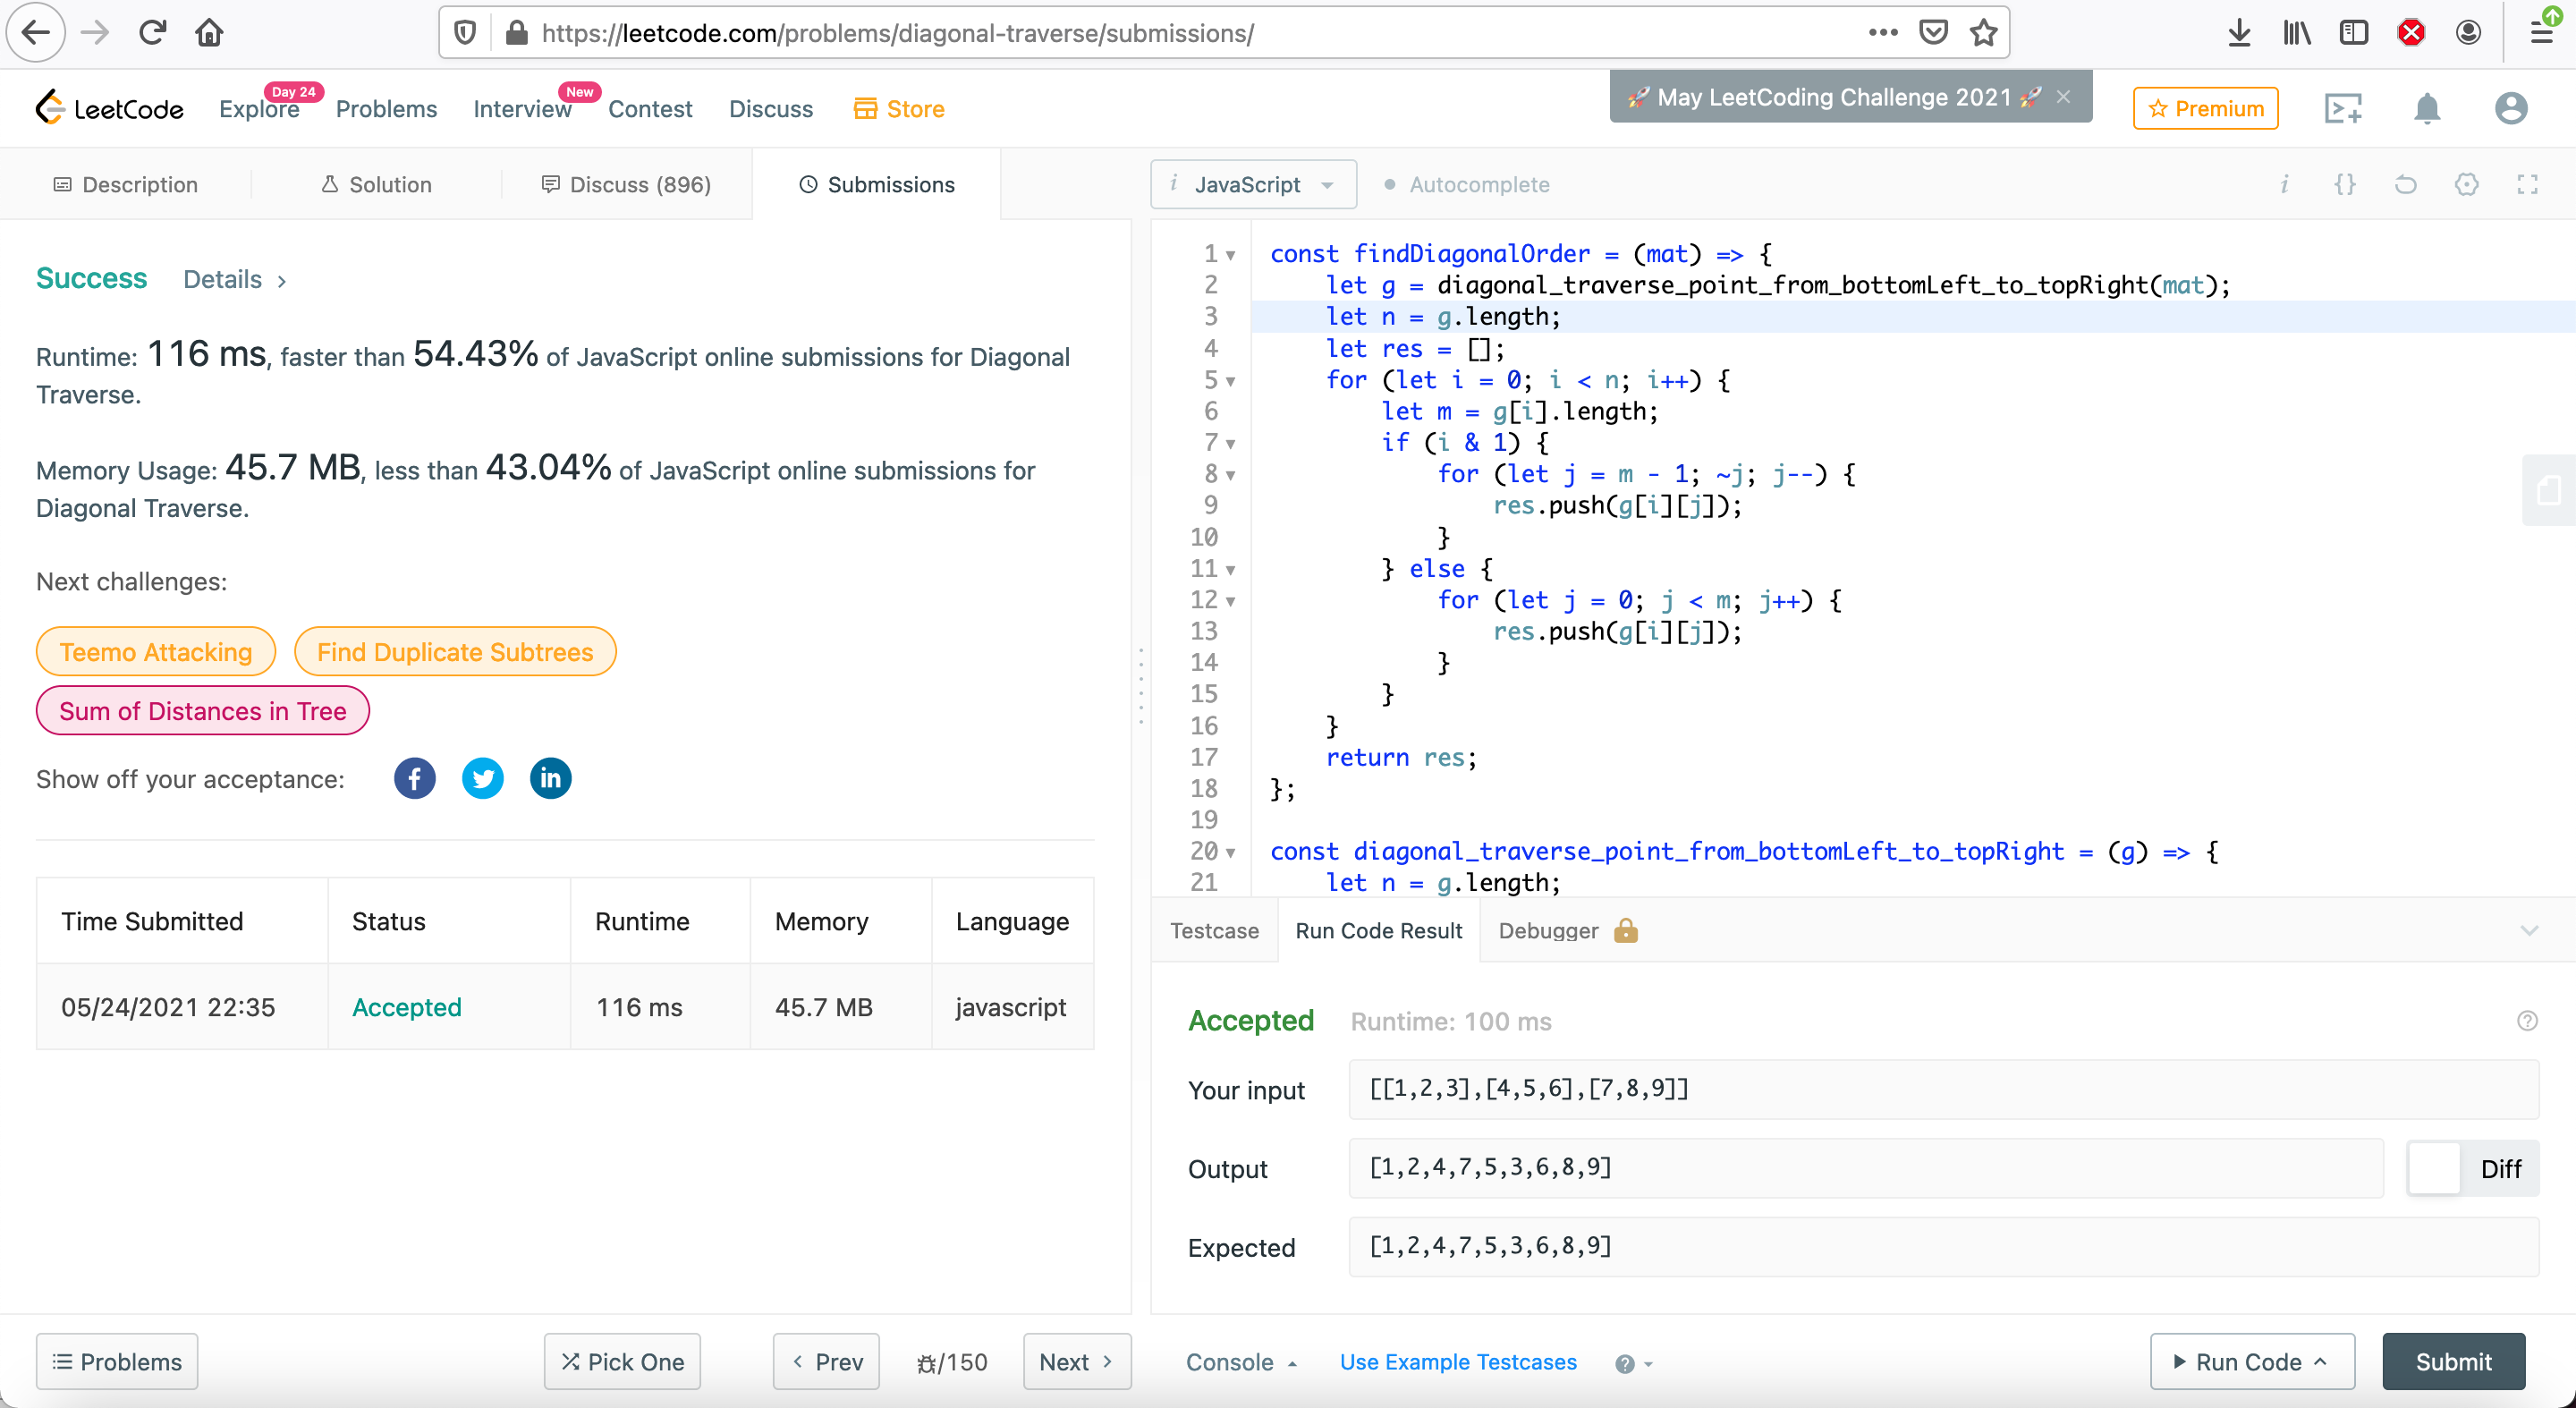 https://leetcode.com/problems/diagonal-traverse/submissions/
LeetCode
Explore
Day 24
Problems
Interview
New
Contest
Discuss
Store
🚀 May LeetCoding Challenge 2021 🚀 ×
Premium
Description
Solution
Discuss (896)
Submissions
i JavaScript
Autocomplete
Success Details >
Runtime: 116 ms, faster than 54.43% of JavaScript online submissions for Diagonal
Traverse.
Memory Usage: 45.7 MB, less than 43.04% of JavaScript online submissions for
Diagonal Traverse.
Next challenges:
Teemo Attacking
Find Duplicate Subtrees
Sum of Distances in Tree
Show off your acceptance:
Time Submitted Status Runtime Memory Language
05/24/2021 22:35 Accepted 116 ms 45.7 MB javascript
1 const findDiagonalOrder = (mat) => {
2 let g = diagonal_traverse_point_from_bottomLeft_to_topRight(mat);
3 let n = g.length;
4 let res = [];
5 for (let i = 0; i < n; i++) {
6 let m = g[i].length;
7 if (i & 1) {
8 for (let j = m - 1; ~j; j--) {
9 res.push(g[i][j]);
10 }
11 } else {
12 for (let j = 0; j < m; j++) {
13 res.push(g[i][j]);
14 }
15 }
16 }
17 return res;
18 };
19
20 const diagonal_traverse_point_from_bottomLeft_to_topRight = (g) => {
21 let n = g.length;
Testcase
Run Code Result
Debugger
Accepted Runtime: 100 ms
Your input [[1,2,3],[4,5,6],[7,8,9]]
Output [1,2,4,7,5,3,6,8,9]
Diff
Expected [1,2,4,7,5,3,6,8,9]
Problems
Pick One
Prev
/150
Next
Console
Use Example Testcases
Run Code
Submit